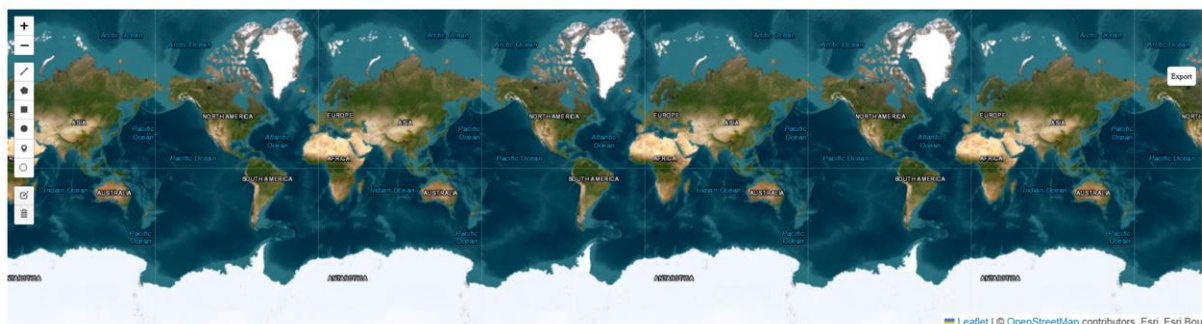 +
−
Export
Arctic Ocean
Arctic Ocean
Arctic Ocean
Arctic Ocean
Arctic Ocean
Arctic Ocean
Arctic Ocean
ASIA
NORTH AMERICA
EUROPE
ASIA
NORTH AMERICA
EUROPE
ASIA
NORTH AMERICA
EUROPE
ASIA
Pacific
Ocean
Atlantic
Ocean
Pacific
Ocean
Atlantic
Ocean
Pacific
Ocean
Atlantic
Ocean
Pacific
Ocean
Pacific Ocean
AFRICA
Pacific Ocean
AFRICA
Pacific Ocean
AFRICA
SOUTH AMERICA
SOUTH AMERICA
SOUTH AMERICA
Indian Ocean
AUSTRALIA
Indian Ocean
AUSTRALIA
Indian Ocean
AUSTRALIA
Indian Ocean
AUSTRALIA
Pacific
Ocean
Pacific
Ocean
Pacific
Ocean
Pacific
Ocean
ANTARCTICA
ANTARCTICA
ANTARCTICA
Leaflet | © OpenStreetMap contributors, Esri, Esri Bou